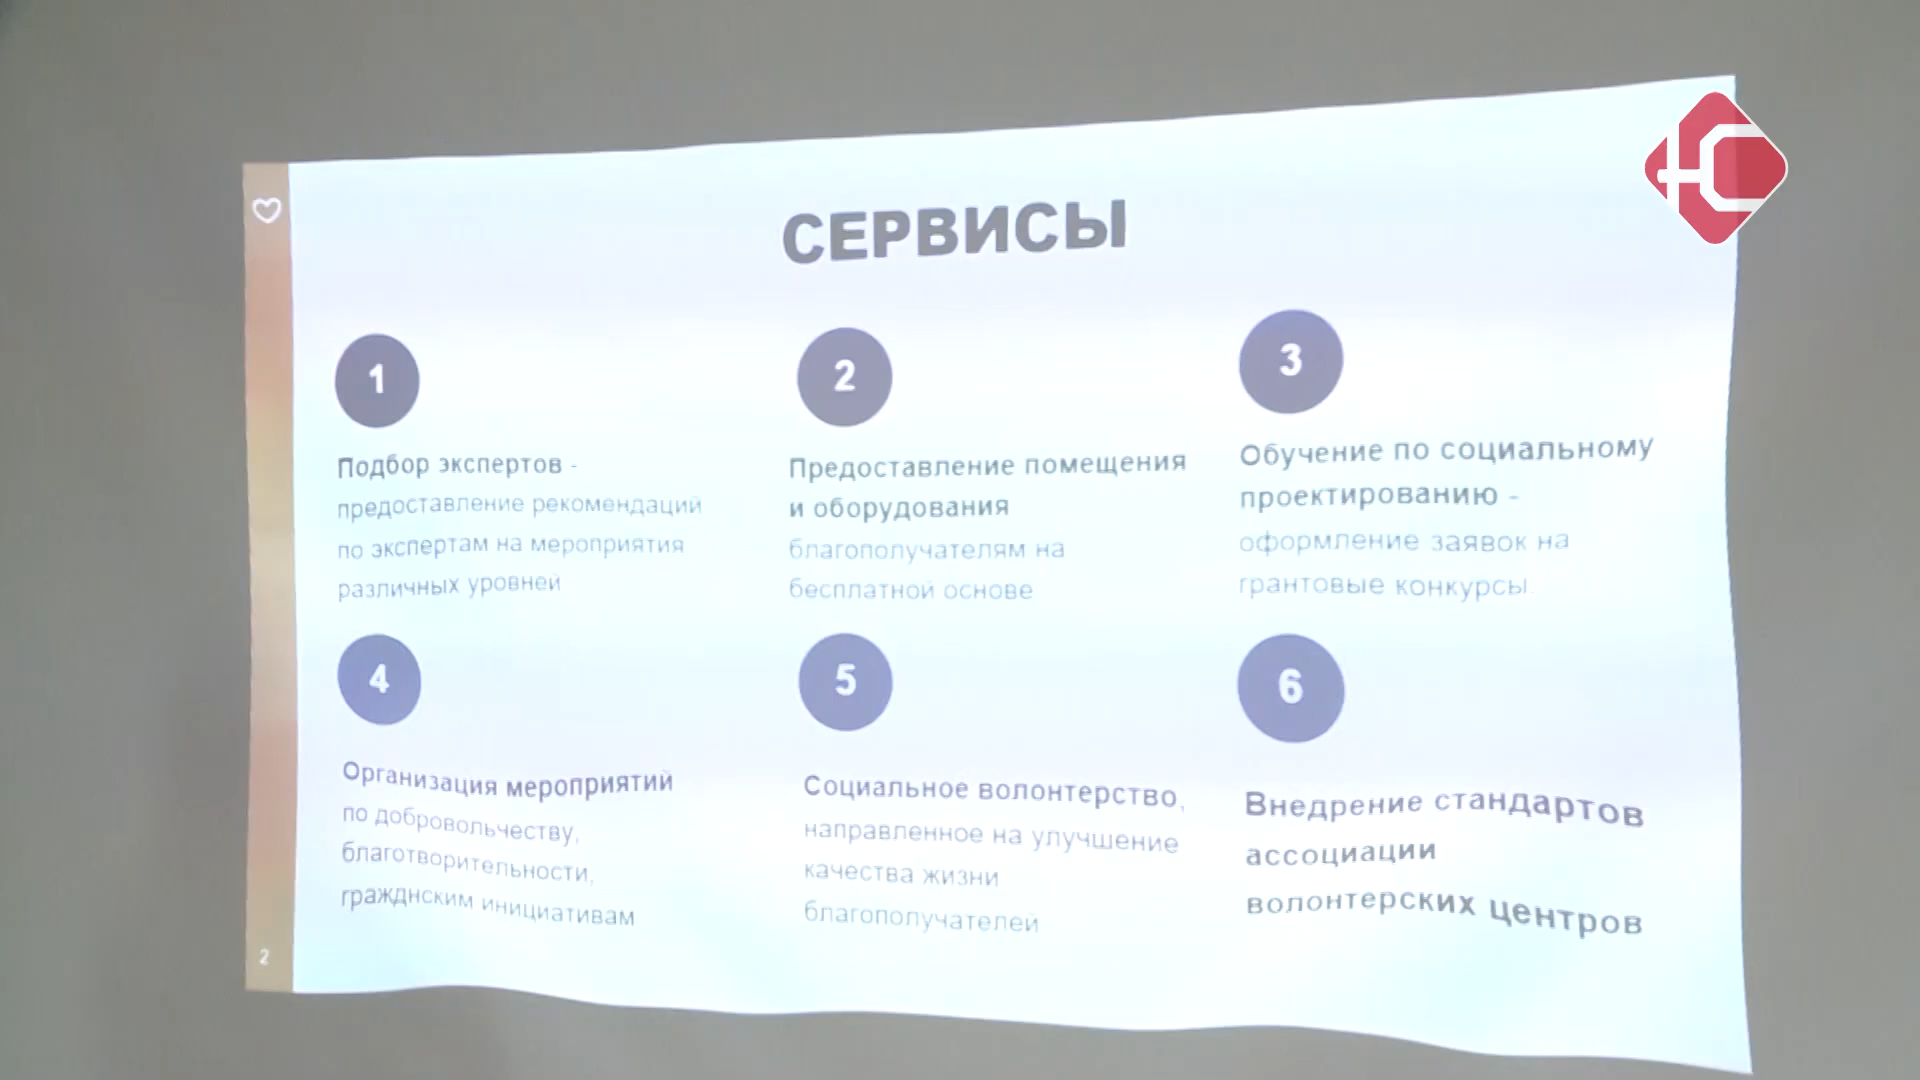 СЕРВИСЫ
1
Подбор экспертов -
предоставление рекомендаций
по экспертам на мероприятия
различных уровней
2
Предоставление помещения
и оборудования
благополучателям на
бесплатной основе
3
Обучение по социальному
проектированию -
оформление заявок на
грантовые конкурсы.
4
Организация мероприятий
по добровольчеству,
благотворительности,
граждским инициативам
5
Социальное волонтерство,
направленное на улучшение
качества жизни
благополучателей
6
Внедрение стандартов
ассоциации
волонтерских центров
2
Ю